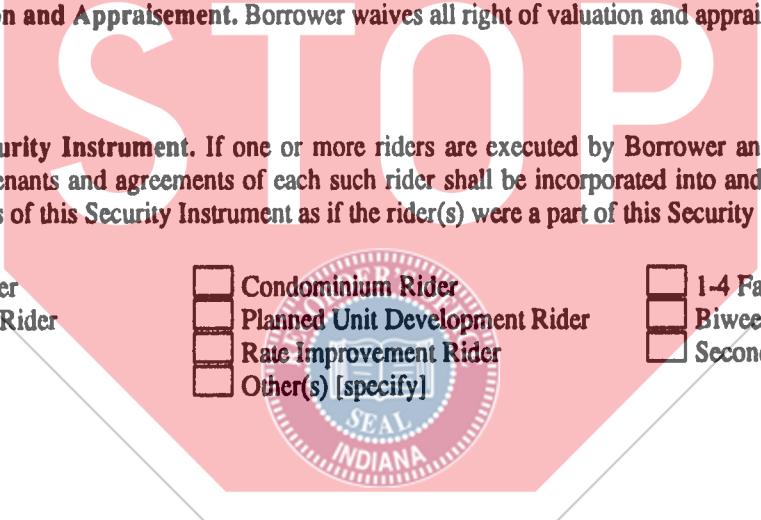 STOP
on and Appraisement. Borrower waives all right of valuation and apprai
urity Instrument. If one or more riders are executed by Borrower an
enants and agreements of each such rider shall be incorporated into and
s of this Security Instrument as if the rider(s) were a part of this Security
er Condominium Rider 1-4 Fa
Rider Planned Unit Development Rider Biwee
Rate Improvement Rider Second
Other(s) [specify]
SEAL
INDIANA